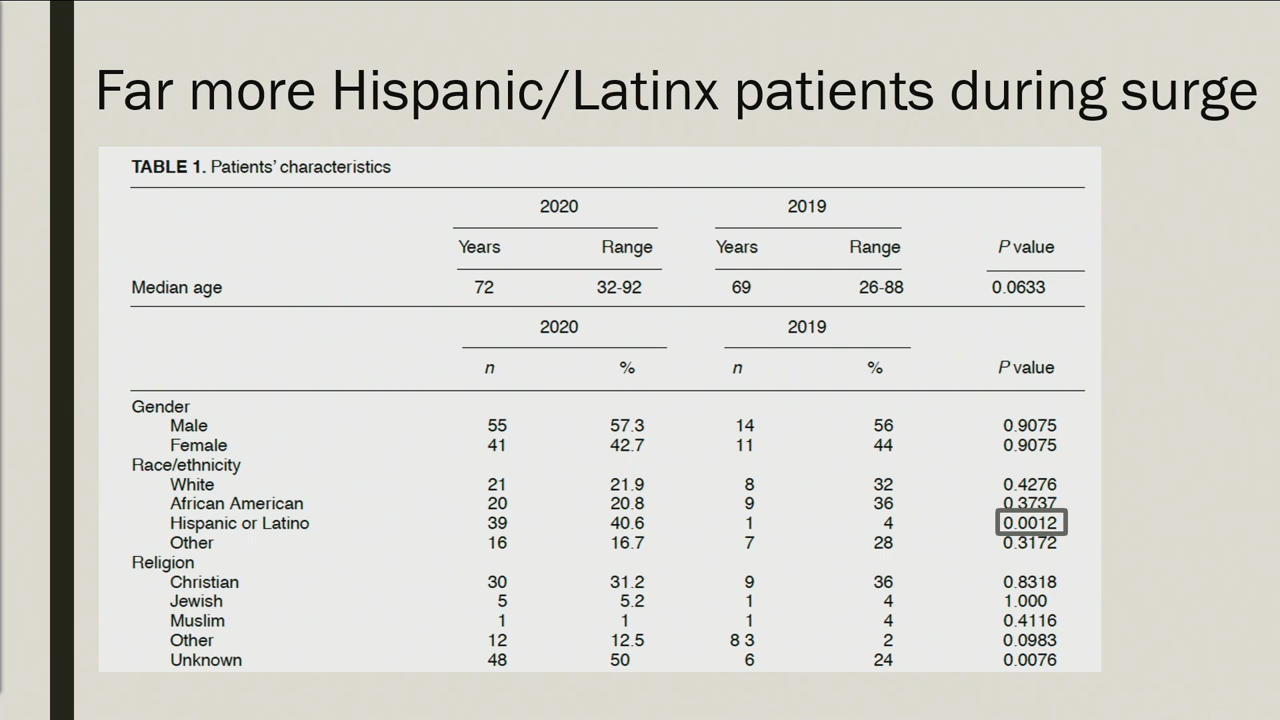 Far more Hispanic/Latinx patients during surge
TABLE 1. Patients' characteristics
2020 2019
Years Range Years Range P value
Median age 72 32-92 69 26-88 0.0633
2020 2019
n % n % P value
Gender
Male 55 57.3 14 56 0.9075
Female 41 42.7 11 44 0.9075
Race/ethnicity
White 21 21.9 8 32 0.4276
African American 20 20.8 9 36 0.3737
Hispanic or Latino 39 40.6 1 4 0.0012
Other 16 16.7 7 28 0.3172
Religion
Christian 30 31.2 9 36 0.8318
Jewish 5 5.2 1 4 1.000
Muslim 1 1 1 4 0.4116
Other 12 12.5 8 3 2 0.0983
Unknown 48 50 6 24 0.0076